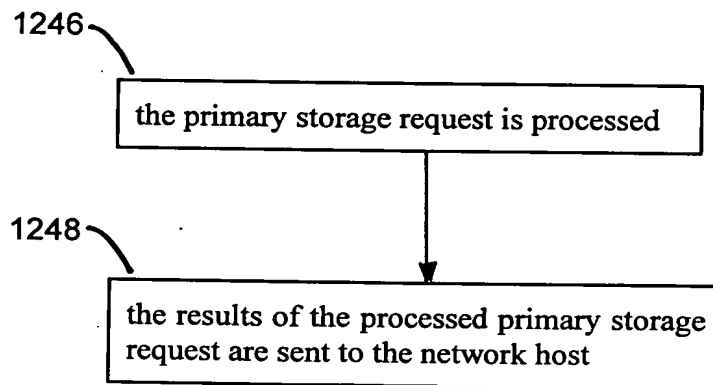 1246
the primary storage request is processed
1248
the results of the processed primary storage
request are sent to the network host